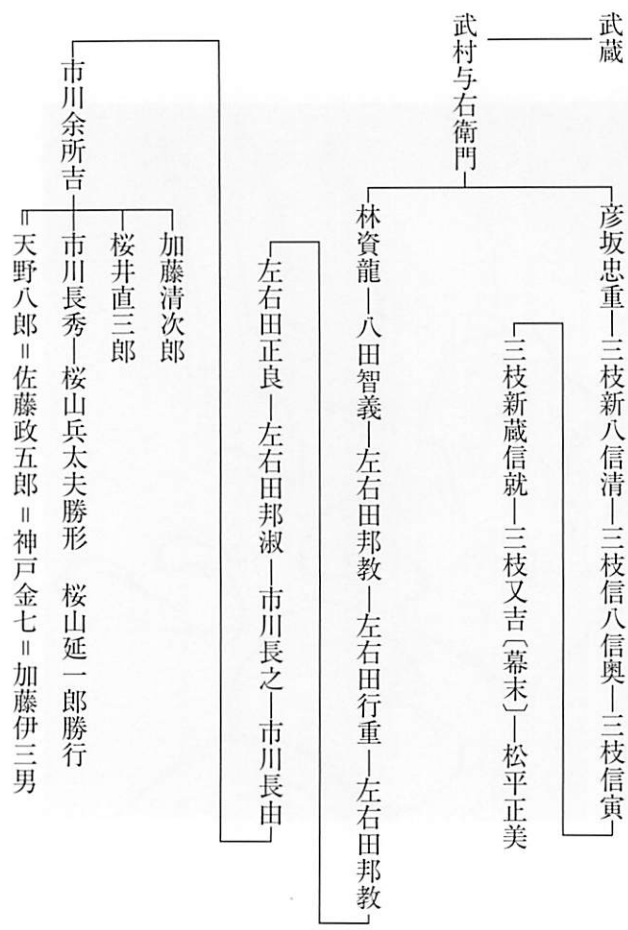 武蔵
武村与右衛門
彦坂忠重―三枝新八信清―三枝信八信奥―三枝信寅
三枝新蔵信就―三枝又吉〔幕末〕―松平正美
林資龍―八田智義―左右田邦教―左右田行重―左右田邦教
左右田正良―左右田邦淑―市川長之―市川長由
市川余所吉
加藤清次郎
桜井直三郎
市川長秀―桜山兵太夫勝形　桜山延一郎勝行
天野八郎＝佐藤政五郎＝神戸金七＝加藤伊三男